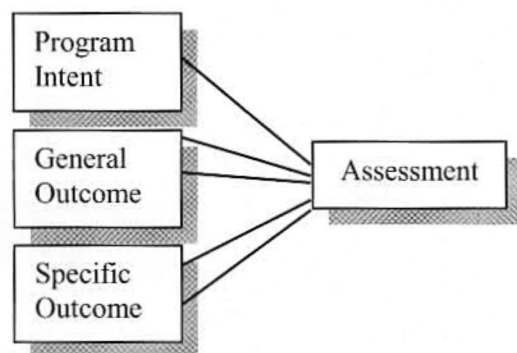 Program
Intent
General
Outcome
Assessment
Specific
Outcome